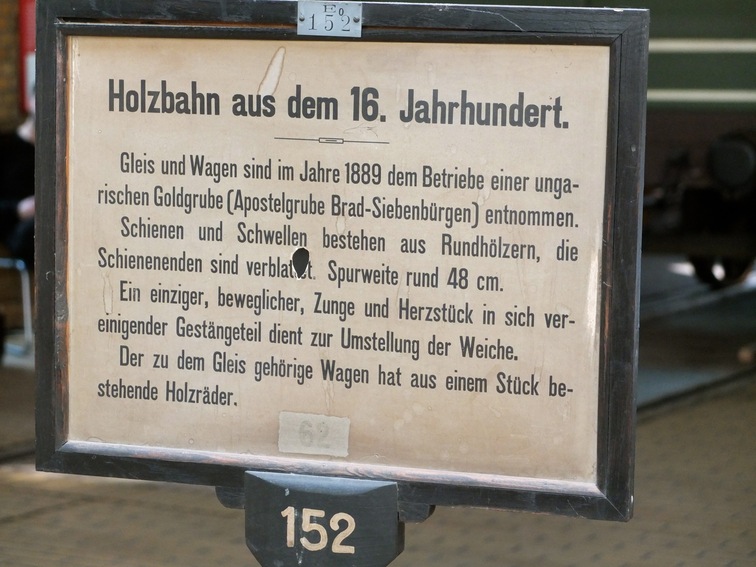 E⁰
152
Holzbahn aus dem 16. Jahrhundert.
Gleis und Wagen sind im Jahre 1889 dem Betriebe einer unga-
rischen Goldgrube (Apostelgrube Brad-Siebenbürgen) entnommen.
Schienen und Schwellen bestehen aus Rundhölzern, die
Schienenenden sind verblattet. Spurweite rund 48 cm.
Ein einziger, beweglicher, Zunge und Herzstück in sich ver-
einigender Gestängeteil dient zur Umstellung der Weiche.
Der zu dem Gleis gehörige Wagen hat aus einem Stück be-
stehende Holzräder.
62
152